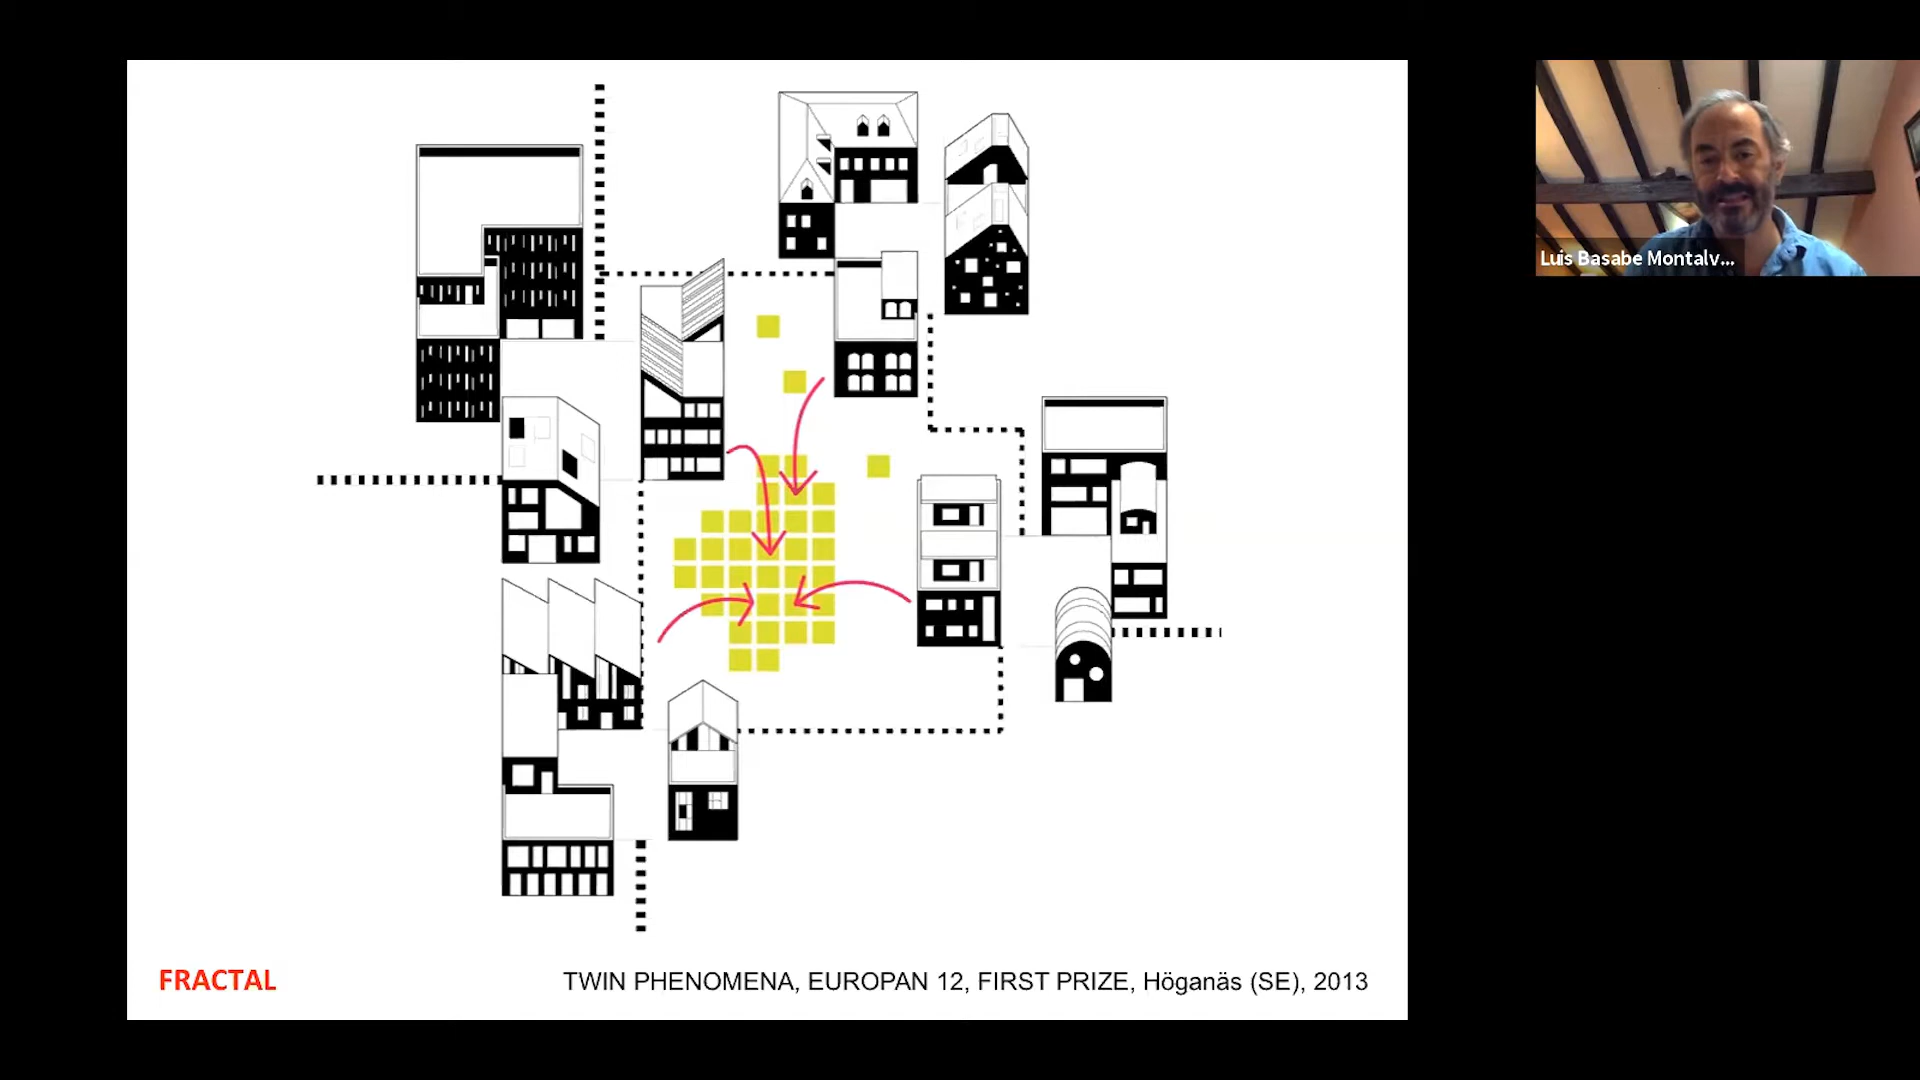 Luis Basabe Montalv...
FRACTAL
TWIN PHENOMENA, EUROPAN 12, FIRST PRIZE, Höganäs (SE), 2013